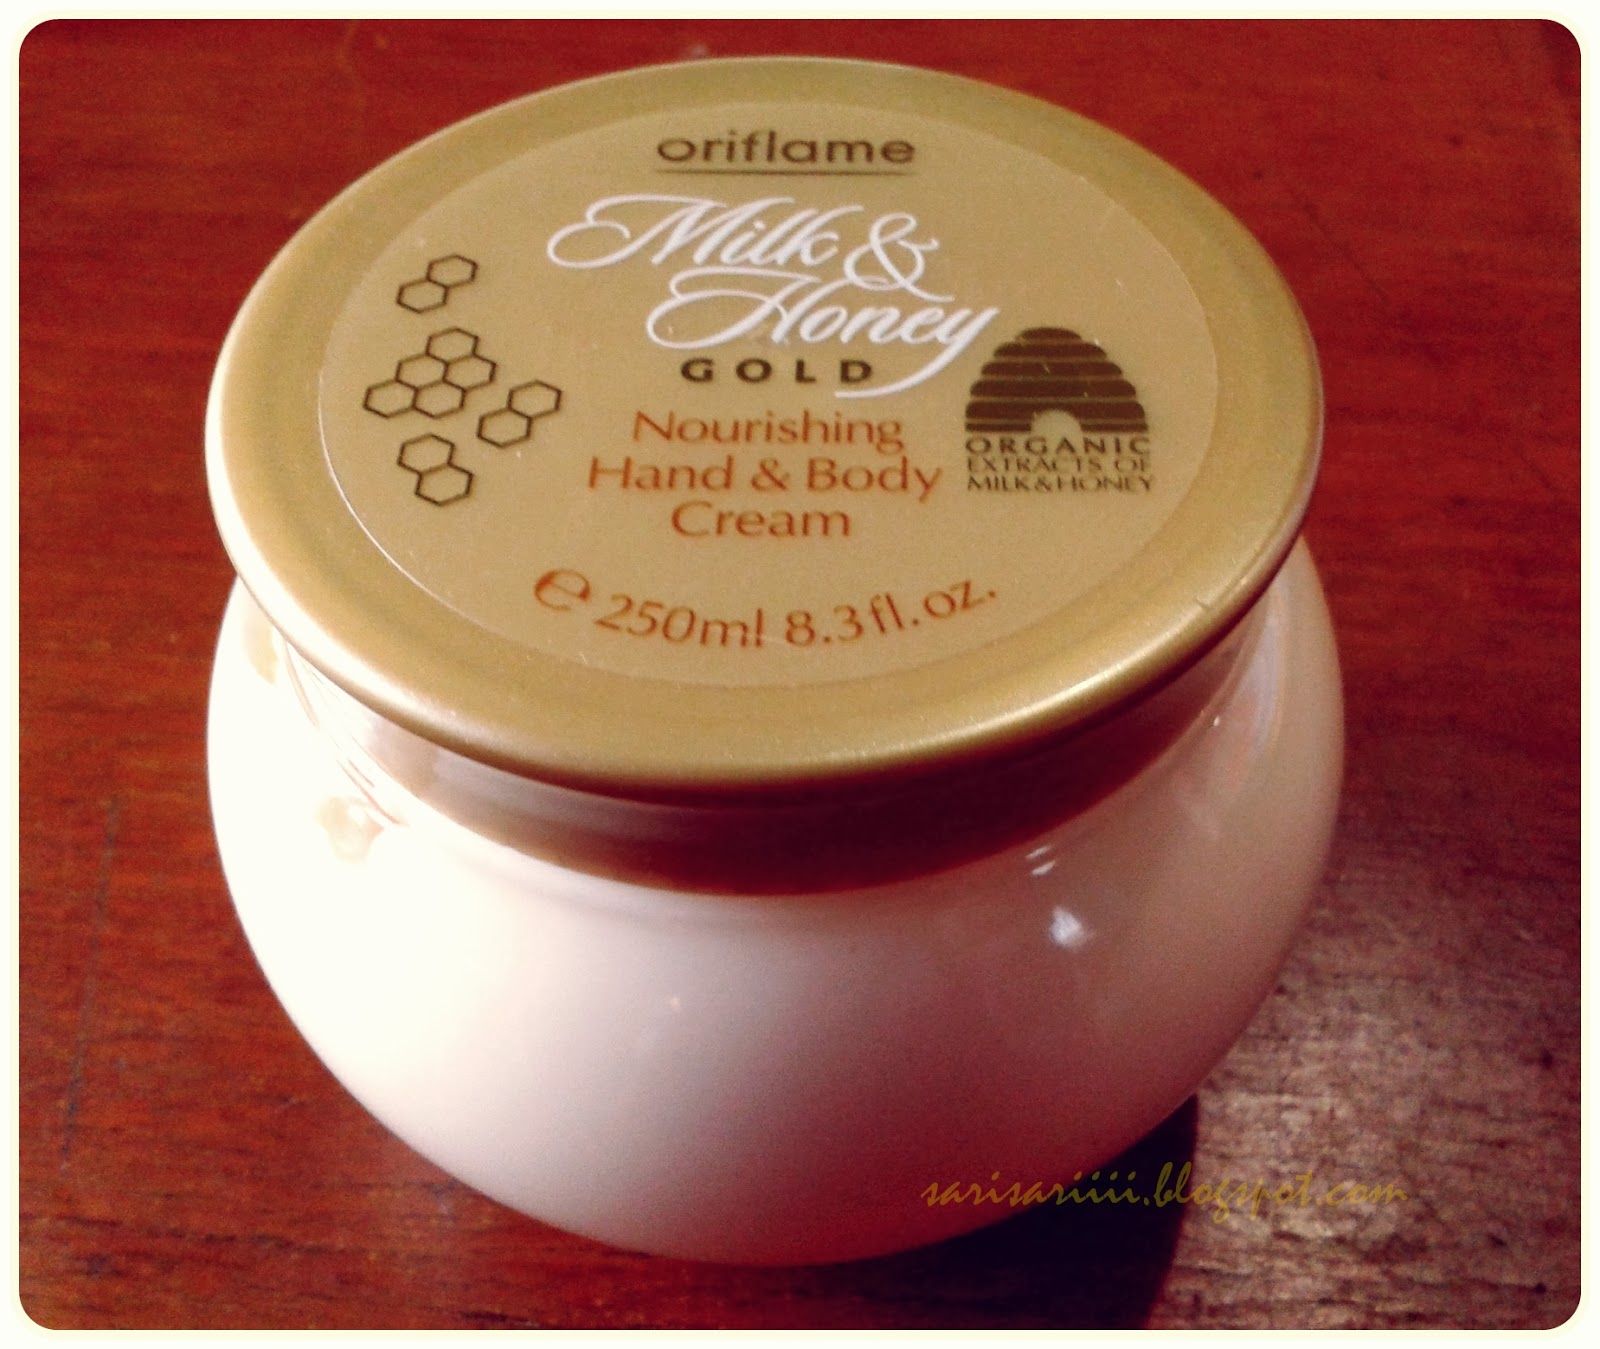 oriflame
Milk &
Honey
GOLD
Nourishing
Hand & Body
Cream
ORGANIC
EXTRACTS OF
MILK&HONEY
e 250ml 8.3fl.oz.
sarisariiii.blogspot.com